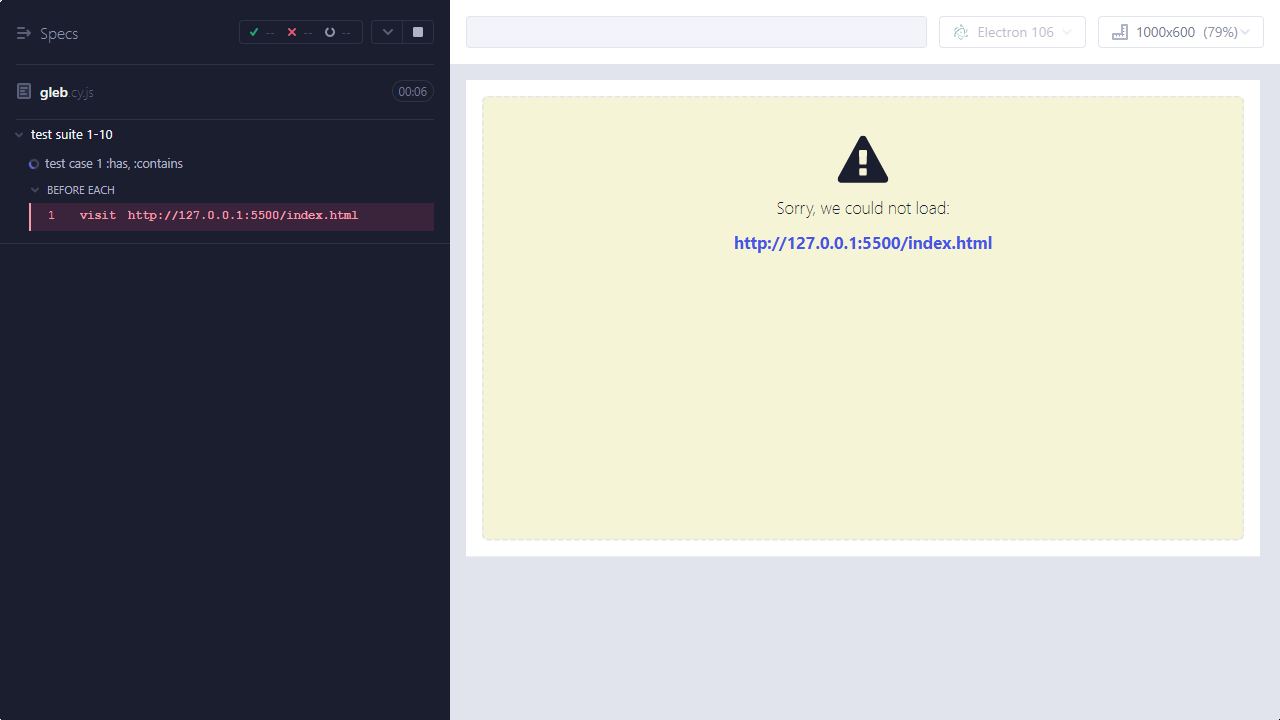 Specs
-- -- --
gleb.cy.js 00:06
test suite 1-10
test case 1 :has, :contains
BEFORE EACH
1 visit http://127.0.0.1:5500/index.html
Electron 106
1000x600 (79%)
Sorry, we could not load:
http://127.0.0.1:5500/index.html